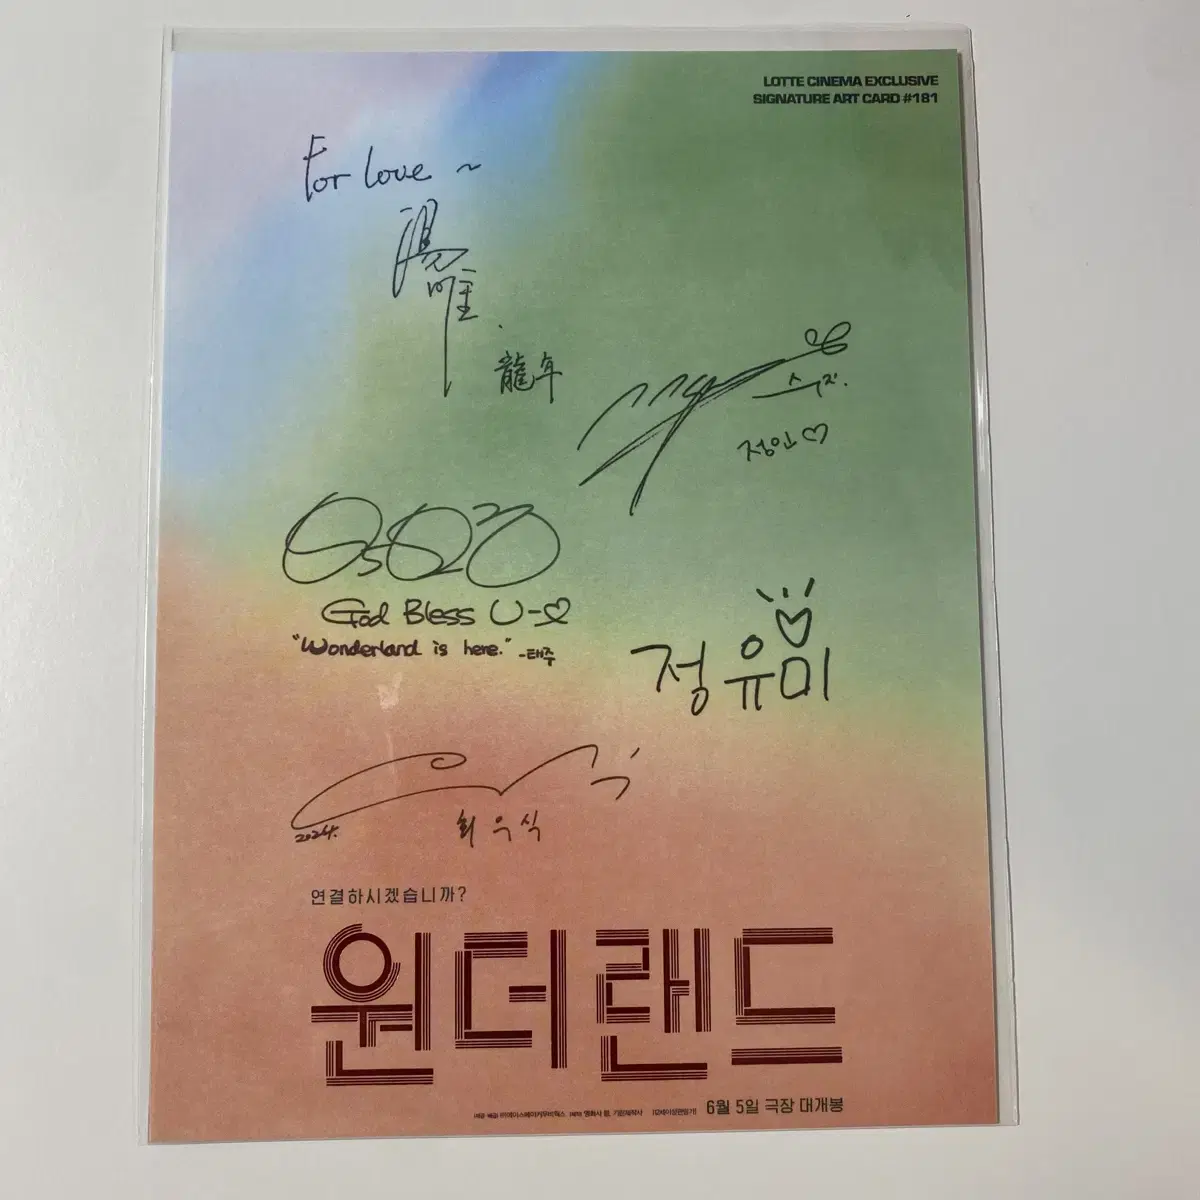 LOTTE CINEMA EXCLUSIVE
SIGNATURE ART CARD #181
For love ~
湯唯
龍年
수지.
정인♡
God Bless U-♡
"Wonderland is here." -태주
정유미
2024.
최우식
연결하시겠습니까?
원더랜드
6월 5일 극장 대개봉